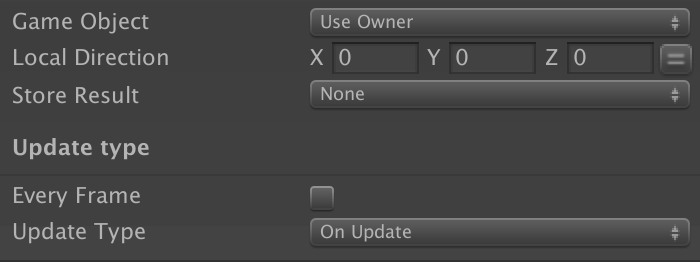 Game Object Use Owner
Local Direction X 0 Y 0 Z 0 =
Store Result None
Update type
Every Frame
Update Type On Update